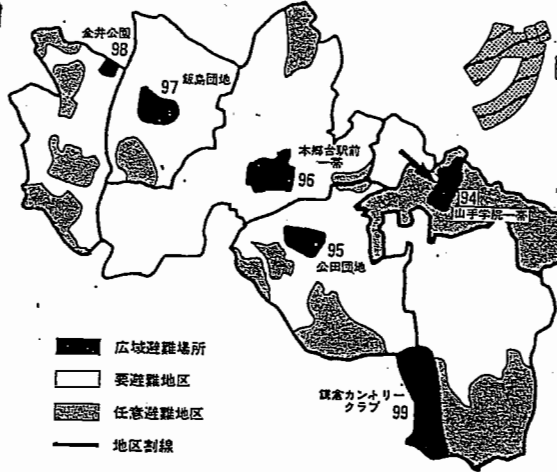 金井公園
98
97
飯島団地
本郷台駅前
一帯
96
94
山手学院一帯
95
公田団地
広域避難場所
要避難地区
任意避難地区
地区割線
鎌倉カントリー
クラブ
99
グ